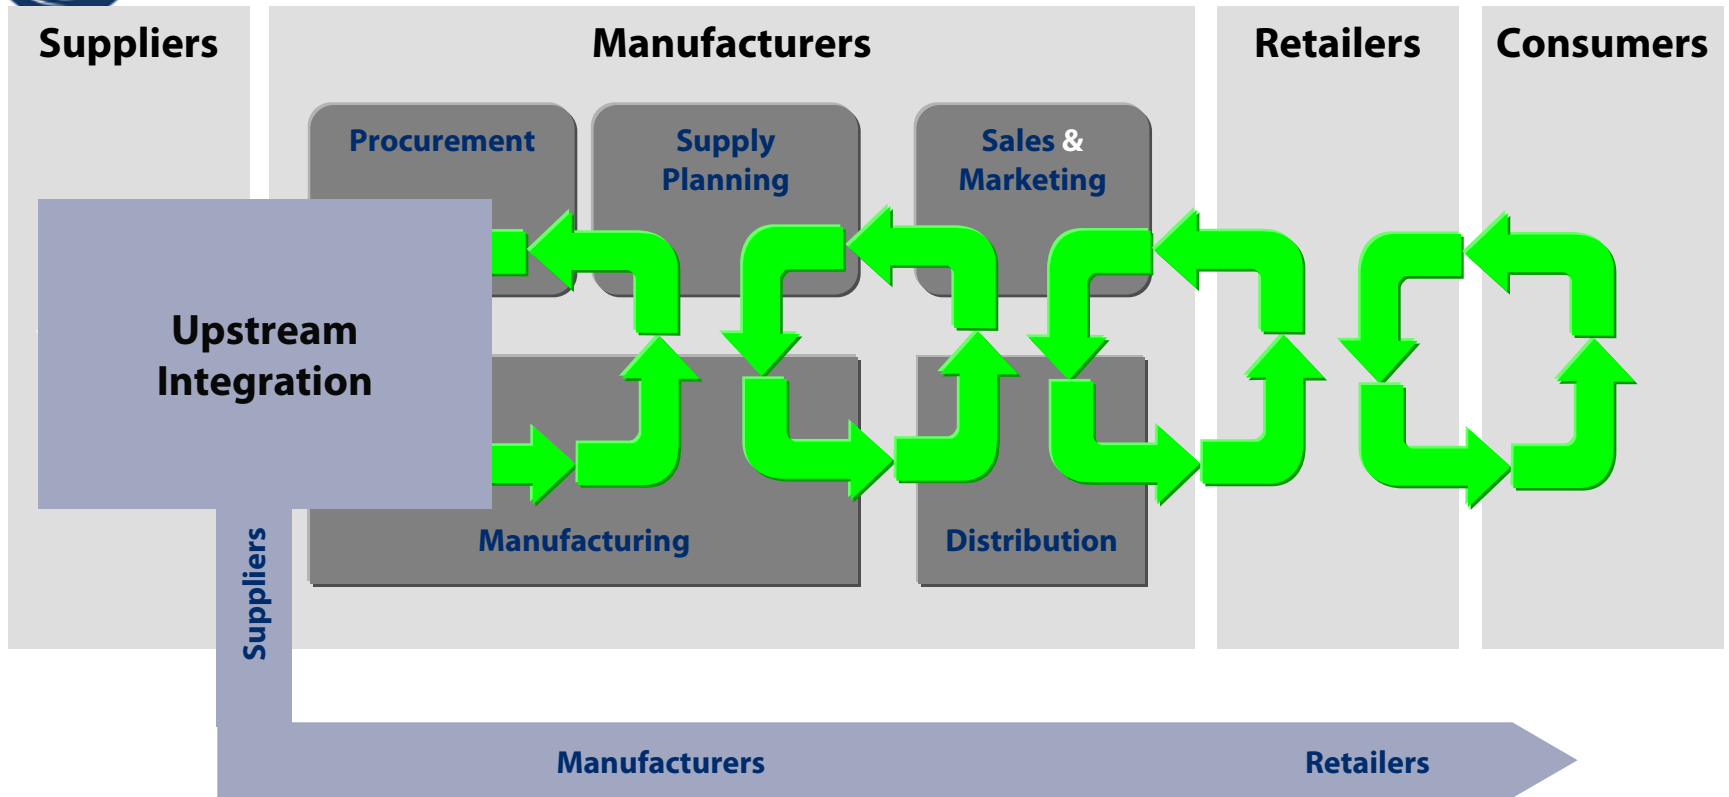 Suppliers
Manufacturers
Retailers
Consumers
Procurement
Supply
Planning
Sales &
Marketing
Upstream
Integration
Manufacturing
Distribution
Suppliers
Manufacturers
Retailers